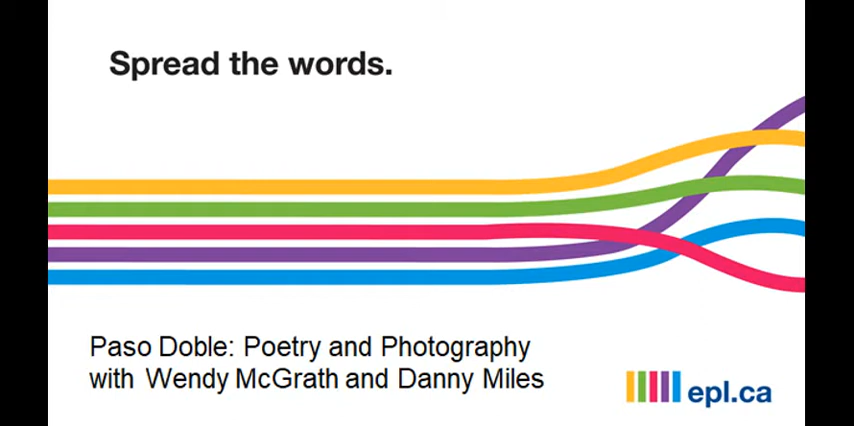 Spread the words.
Paso Doble: Poetry and Photography
with Wendy McGrath and Danny Miles
epl.ca